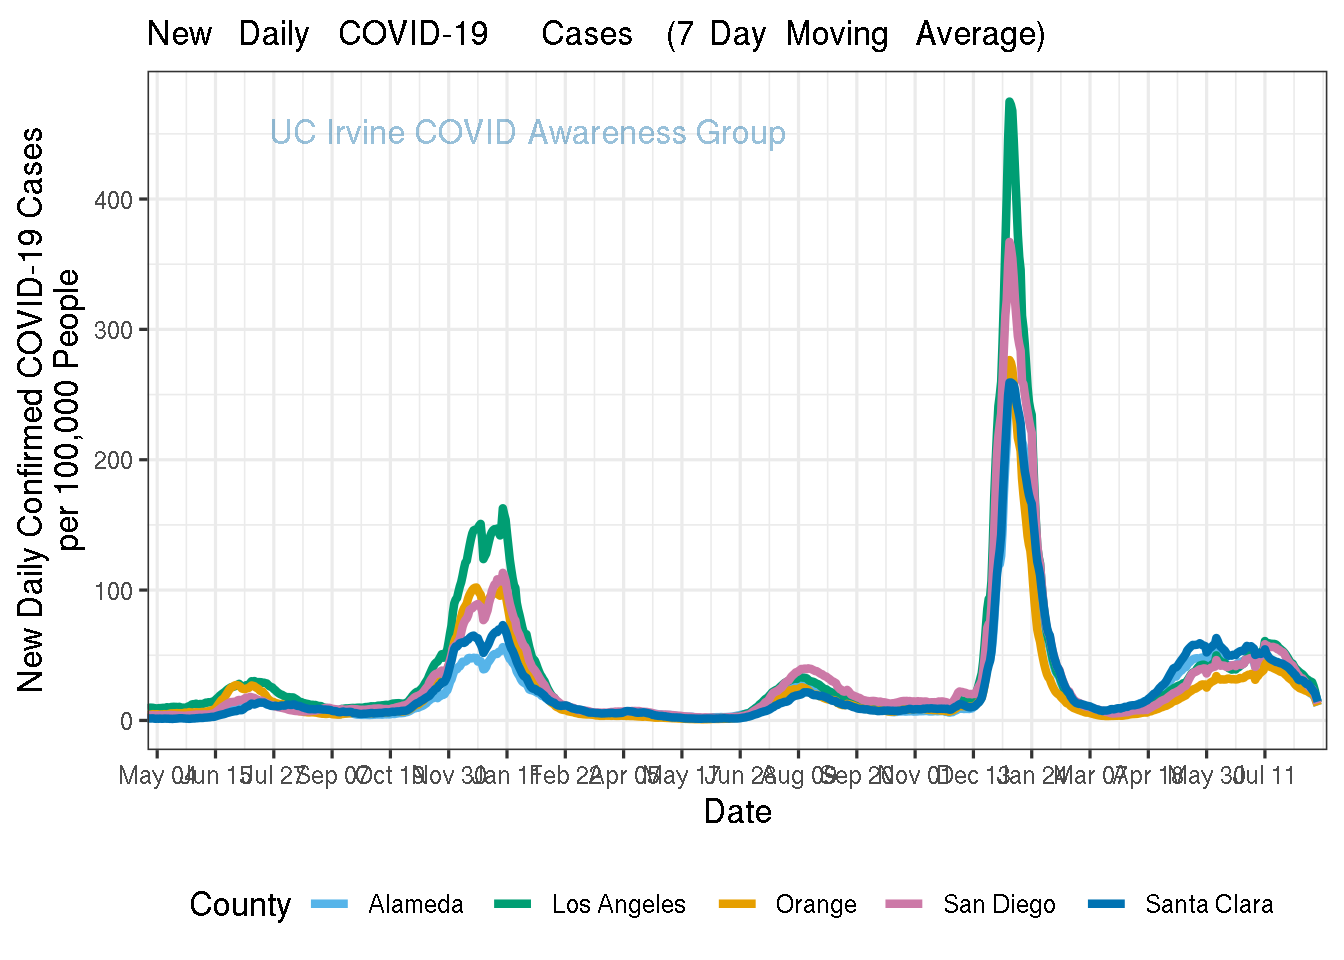 New Daily COVID-19 Cases (7 Day Moving Average)
UC Irvine COVID Awareness Group
New Daily Confirmed COVID-19 Cases
per 100,000 People
400
300
200
100
0
May 04 Jun 15 Jul 27 Sep 07 Oct 19 Nov 30 Jan 11 Feb 22 Apr 05 May 17 Jun 28 Aug 09 Sep 20 Nov 01 Dec 13 Jan 24 Mar 07 Apr 18 May 30 Jul 11
Date
County Alameda Los Angeles Orange San Diego Santa Clara